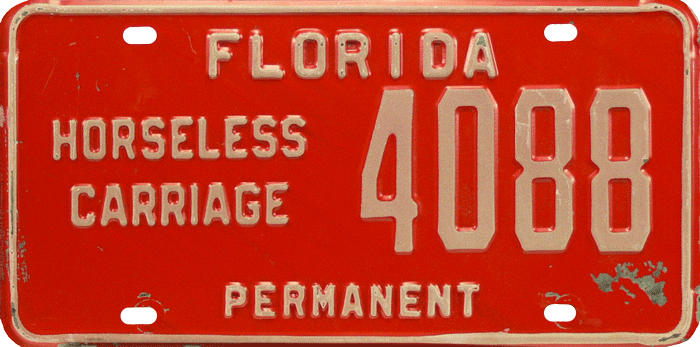 FLORIDA
HORSELESS
CARRIAGE
4088
PERMANENT